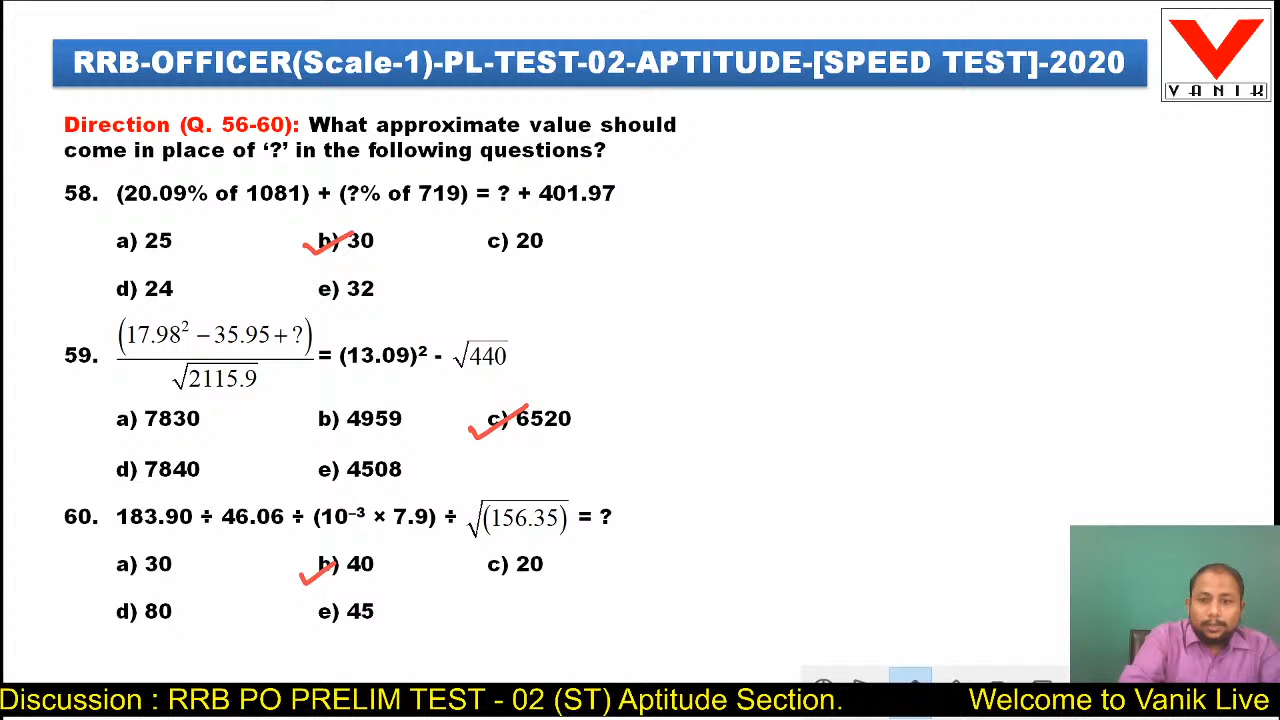 RRB-OFFICER(Scale-1)-PL-TEST-02-APTITUDE-[SPEED TEST]-2020
VANIK
Direction (Q. 56-60): What approximate value should
come in place of ‘?’ in the following questions?
58. (20.09% of 1081) + (?% of 719) = ? + 401.97
a) 25 b) 30 c) 20
d) 24 e) 32
59. (17.98² − 35.95 + ?) / √2115.9 = (13.09)² - √440
a) 7830 b) 4959 c) 6520
d) 7840 e) 4508
60. 183.90 ÷ 46.06 ÷ (10⁻³ × 7.9) ÷ √(156.35) = ?
a) 30 b) 40 c) 20
d) 80 e) 45
Discussion : RRB PO PRELIM TEST - 02 (ST) Aptitude Section. Welcome to Vanik Live